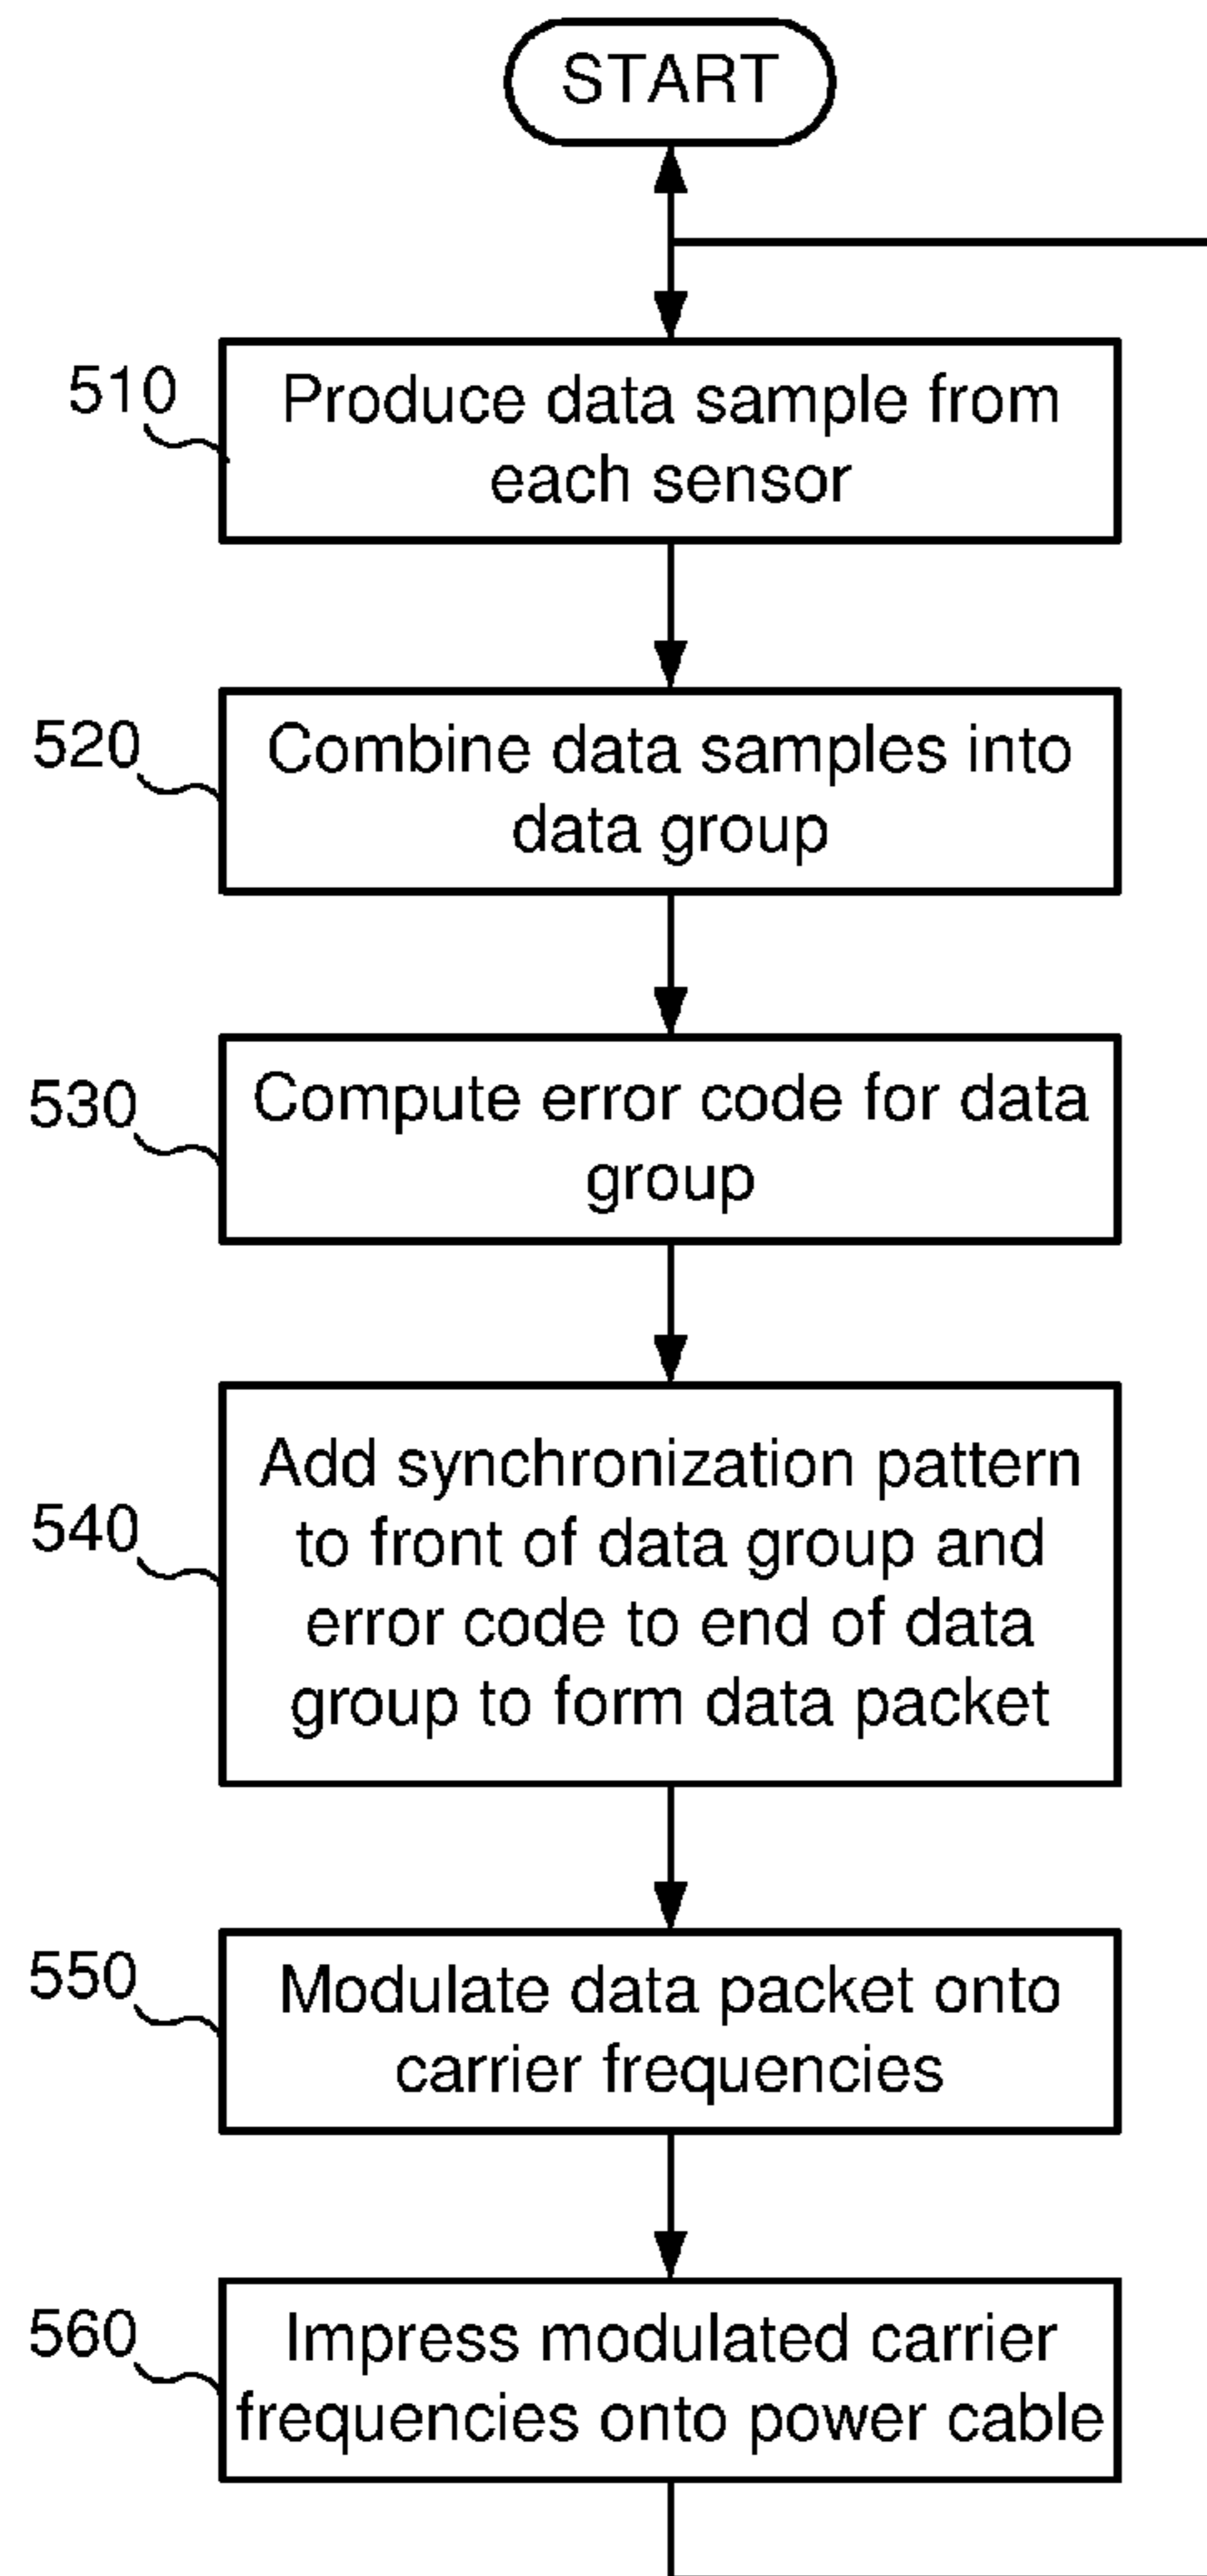 START
510
Produce data sample from
each sensor
520
Combine data samples into
data group
530
Compute error code for data
group
540
Add synchronization pattern
to front of data group and
error code to end of data
group to form data packet
550
Modulate data packet onto
carrier frequencies
560
Impress modulated carrier
frequencies onto power cable